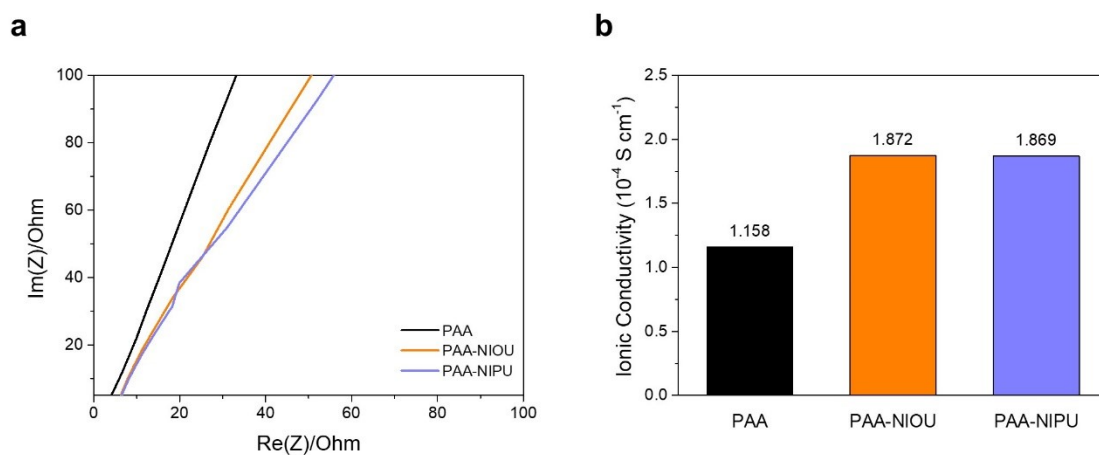 a
100
80
60
40
20
Im(Z)/Ohm
PAA
PAA-NIOU
PAA-NIPU
0
20
40
60
80
100
Re(Z)/Ohm
b
2.5
2.0
1.5
1.0
0.5
0.0
Ionic Conductivity (10⁻⁴ S cm⁻¹)
1.158
1.872
1.869
PAA
PAA-NIOU
PAA-NIPU